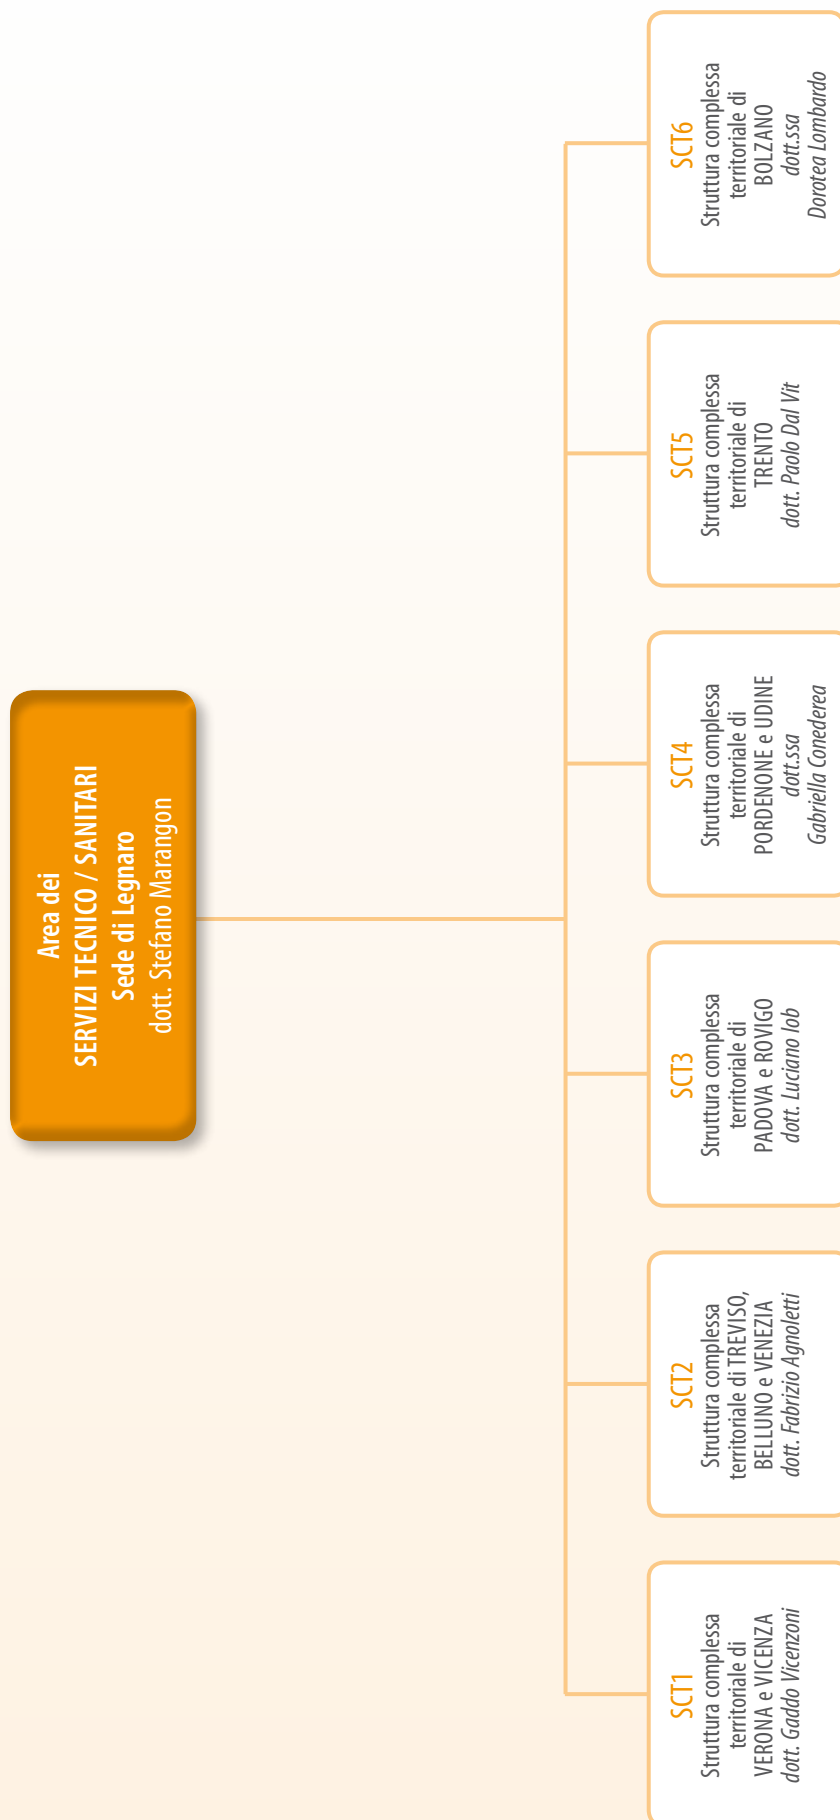 Area dei
SERVIZI TECNICO / SANITARI
Sede di Legnaro
dott. Stefano Marangon
SCT1
Struttura complessa
territoriale di
VERONA e VICENZA
dott. Gaddo Vicenzoni
SCT2
Struttura complessa
territoriale di TREVISO,
BELLUNO e VENEZIA
dott. Fabrizio Agnoletti
SCT3
Struttura complessa
territoriale di
PADOVA e ROVIGO
dott. Luciano Iob
SCT4
Struttura complessa
territoriale di
PORDENONE e UDINE
dott.ssa
Gabriella Conederea
SCT5
Struttura complessa
territoriale di
TRENTO
dott. Paolo Dal Vit
SCT6
Struttura complessa
territoriale di
BOLZANO
dott.ssa
Dorotea Lombardo